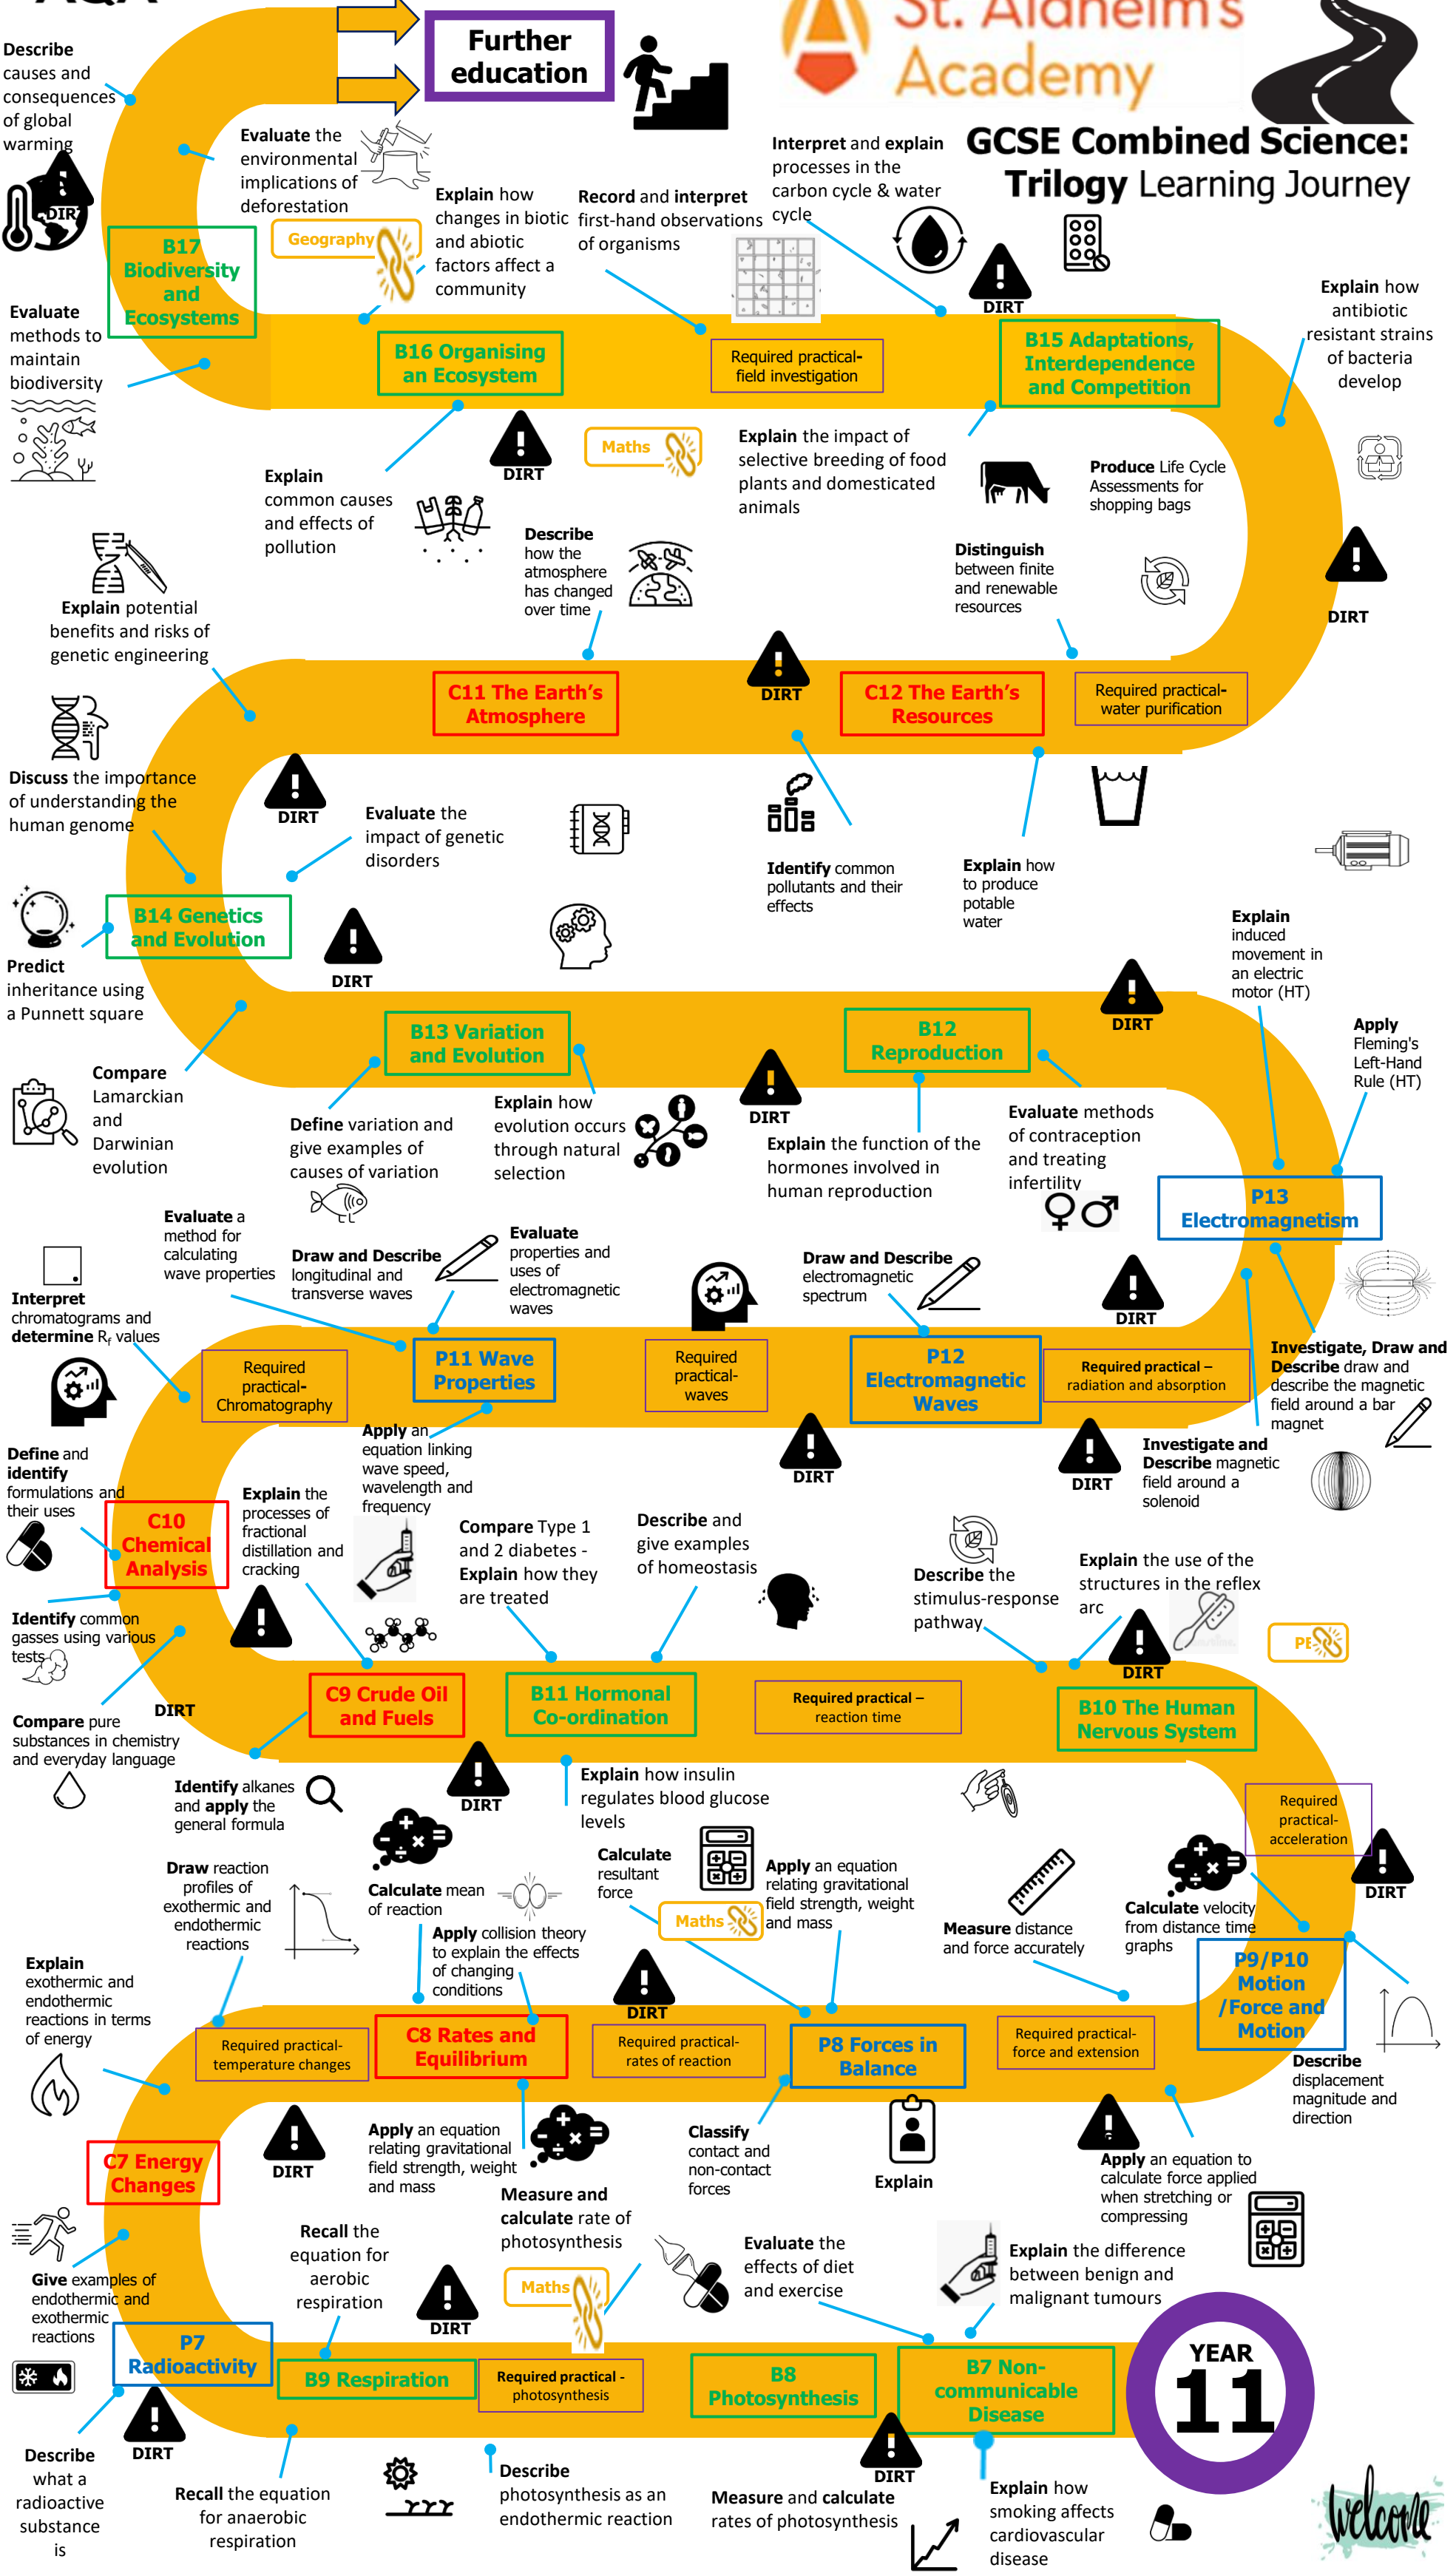 AQA
Further
education
St. Aldhelm's
Academy
GCSE Combined Science:
Trilogy Learning Journey
Describe
causes and
consequences
of global
warming
DIRT
Evaluate the
environmental
implications of
deforestation
Geography
Explain how
changes in biotic
and abiotic
factors affect a
community
Record and interpret
first-hand observations
of organisms
Interpret and explain
processes in the
carbon cycle & water
cycle
DIRT
B17
Biodiversity
and
Ecosystems
Evaluate
methods to
maintain
biodiversity
B16 Organising
an Ecosystem
Required practical-
field investigation
B15 Adaptations,
Interdependence
and Competition
Explain how
antibiotic
resistant strains
of bacteria
develop
Explain
common causes
and effects of
pollution
DIRT
Maths
Explain the impact of
selective breeding of food
plants and domesticated
animals
Produce Life Cycle
Assessments for
shopping bags
Describe
how the
atmosphere
has changed
over time
Distinguish
between finite
and renewable
resources
DIRT
Explain potential
benefits and risks of
genetic engineering
C11 The Earth's
Atmosphere
DIRT
C12 The Earth's
Resources
Required practical-
water purification
Discuss the importance
of understanding the
human genome
DIRT
Evaluate the
impact of genetic
disorders
Identify common
pollutants and their
effects
Explain how
to produce
potable
water
B14 Genetics
and Evolution
DIRT
Predict
inheritance using
a Punnett square
Explain
induced
movement in
an electric
motor (HT)
Apply
Fleming's
Left-Hand
Rule (HT)
DIRT
B13 Variation
and Evolution
B12
Reproduction
Compare
Lamarckian
and
Darwinian
evolution
Define variation and
give examples of
causes of variation
Explain how
evolution occurs
through natural
selection
DIRT
Explain the function of the
hormones involved in
human reproduction
Evaluate methods
of contraception
and treating
infertility
P13
Electromagnetism
Evaluate a
method for
calculating
wave properties
Draw and Describe
longitudinal and
transverse waves
Evaluate
properties and
uses of
electromagnetic
waves
Draw and Describe
electromagnetic
spectrum
DIRT
Interpret
chromatograms and
determine Rf values
Required
practical-
Chromatography
P11 Wave
Properties
Required
practical-
waves
P12
Electromagnetic
Waves
Required practical –
radiation and absorption
Investigate, Draw and
Describe draw and
describe the magnetic
field around a bar
magnet
Apply an
equation linking
wave speed,
wavelength and
frequency
DIRT
DIRT
Investigate and
Describe magnetic
field around a
solenoid
Define and
identify
formulations and
their uses
C10
Chemical
Analysis
Explain the
processes of
fractional
distillation and
cracking
Compare Type 1
and 2 diabetes -
Explain how they
are treated
Describe and
give examples
of homeostasis
Describe the
stimulus-response
pathway
Explain the use of the
structures in the reflex
arc
DIRT
PE
Identify common
gasses using various
tests
DIRT
Compare pure
substances in chemistry
and everyday language
C9 Crude Oil
and Fuels
B11 Hormonal
Co-ordination
Required practical –
reaction time
B10 The Human
Nervous System
Identify alkanes
and apply the
general formula
DIRT
Explain how insulin
regulates blood glucose
levels
Required
practical-
acceleration
DIRT
Draw reaction
profiles of
exothermic and
endothermic
reactions
Calculate mean
of reaction
Apply collision theory
to explain the effects
of changing
conditions
Calculate
resultant
force
Maths
Apply an equation
relating gravitational
field strength, weight
and mass
Measure distance
and force accurately
Calculate velocity
from distance time
graphs
Explain
exothermic and
endothermic
reactions in terms
of energy
DIRT
P9/P10
Motion
/Force and
Motion
Required practical-
temperature changes
C8 Rates and
Equilibrium
Required practical-
rates of reaction
P8 Forces in
Balance
Required practical-
force and extension
Describe
displacement
magnitude and
direction
C7 Energy
Changes
DIRT
Apply an equation
relating gravitational
field strength, weight
and mass
Classify
contact and
non-contact
forces
Explain
Apply an equation to
calculate force applied
when stretching or
compressing
Give examples of
endothermic and
exothermic
reactions
Recall the
equation for
aerobic
respiration
DIRT
Measure and
calculate rate of
photosynthesis
Maths
Evaluate the
effects of diet
and exercise
Explain the difference
between benign and
malignant tumours
P7
Radioactivity
B9 Respiration
Required practical -
photosynthesis
B8
Photosynthesis
B7 Non-
communicable
Disease
YEAR
11
DIRT
Describe
what a
radioactive
substance
is
Recall the equation
for anaerobic
respiration
Describe
photosynthesis as an
endothermic reaction
DIRT
Measure and calculate
rates of photosynthesis
Explain how
smoking affects
cardiovascular
disease
welcome